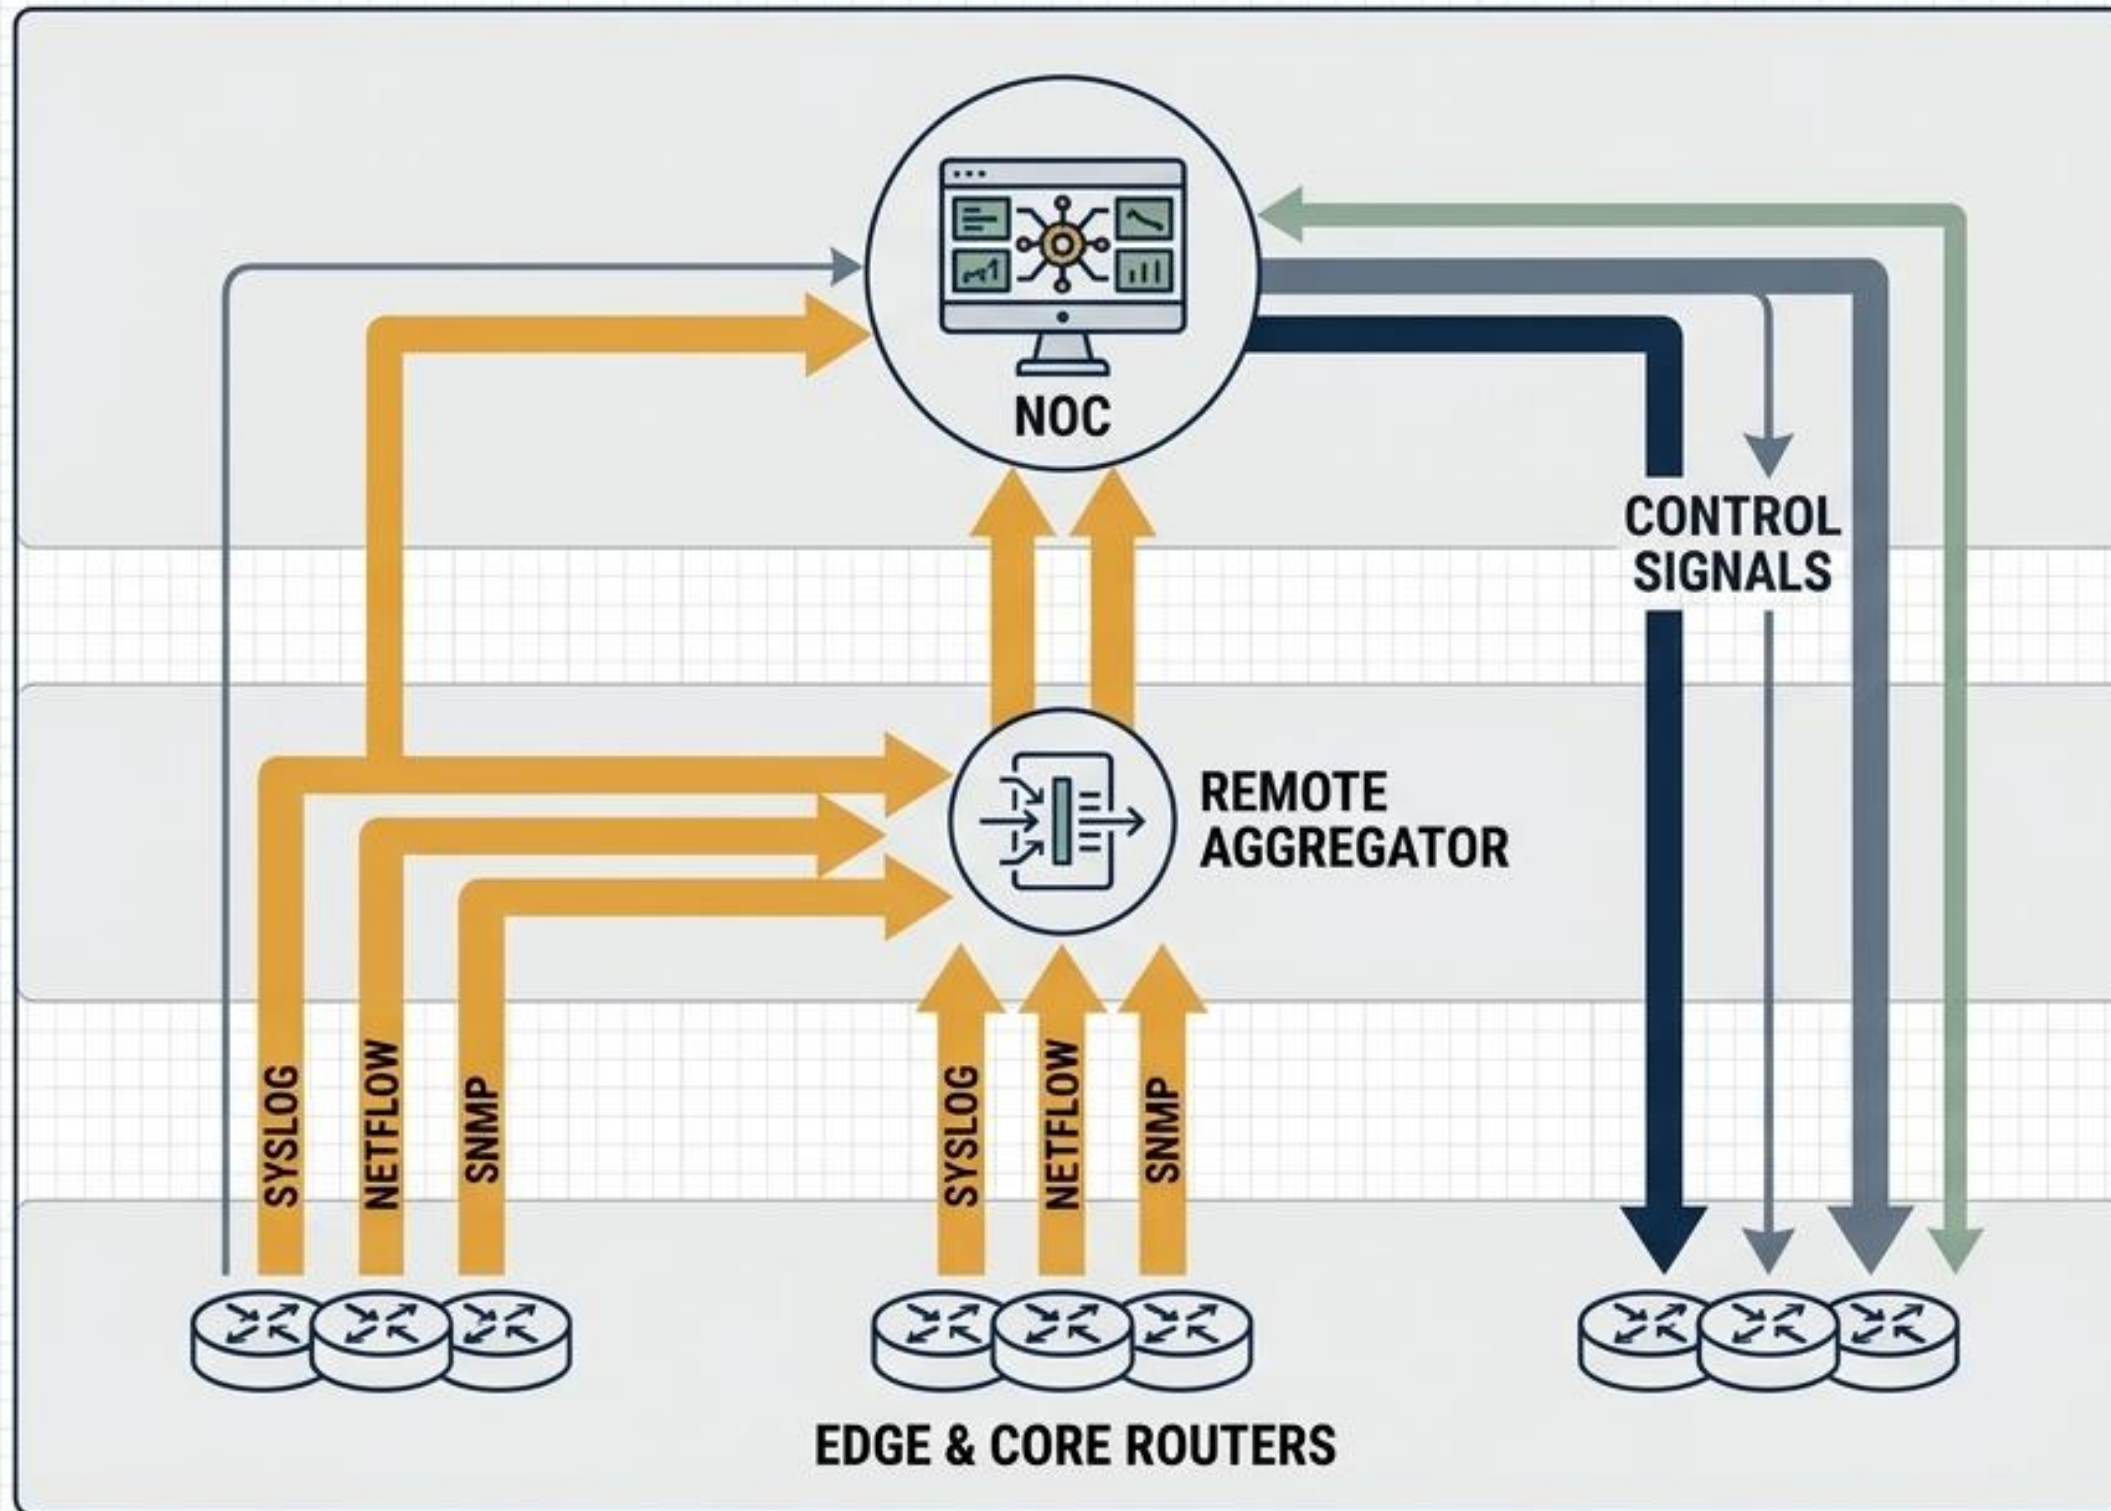 NOC
CONTROL
SIGNALS
REMOTE
AGGREGATOR
SYSLOG
NETFLOW
SNMP
SYSLOG
NETFLOW
SNMP
EDGE & CORE ROUTERS